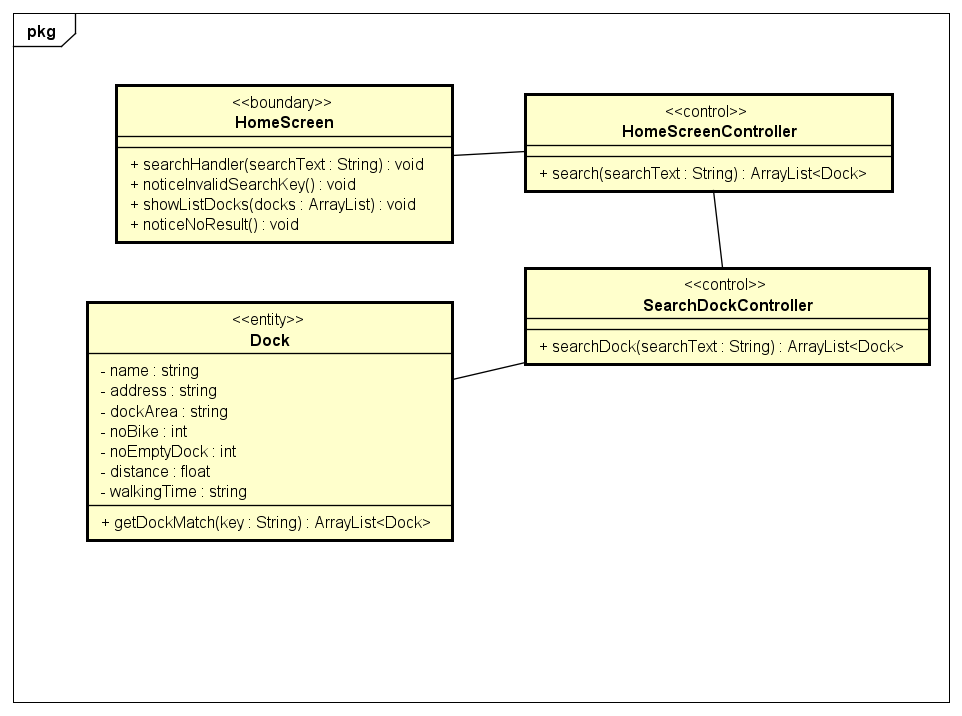 pkg
<<boundary>>
HomeScreen
+ searchHandler(searchText : String) : void
+ noticeInvalidSearchKey() : void
+ showListDocks(docks : ArrayList) : void
+ noticeNoResult() : void
<<control>>
HomeScreenController
+ search(searchText : String) : ArrayList<Dock>
<<control>>
SearchDockController
+ searchDock(searchText : String) : ArrayList<Dock>
<<entity>>
Dock
- name : string
- address : string
- dockArea : string
- noBike : int
- noEmptyDock : int
- distance : float
- walkingTime : string
+ getDockMatch(key : String) : ArrayList<Dock>